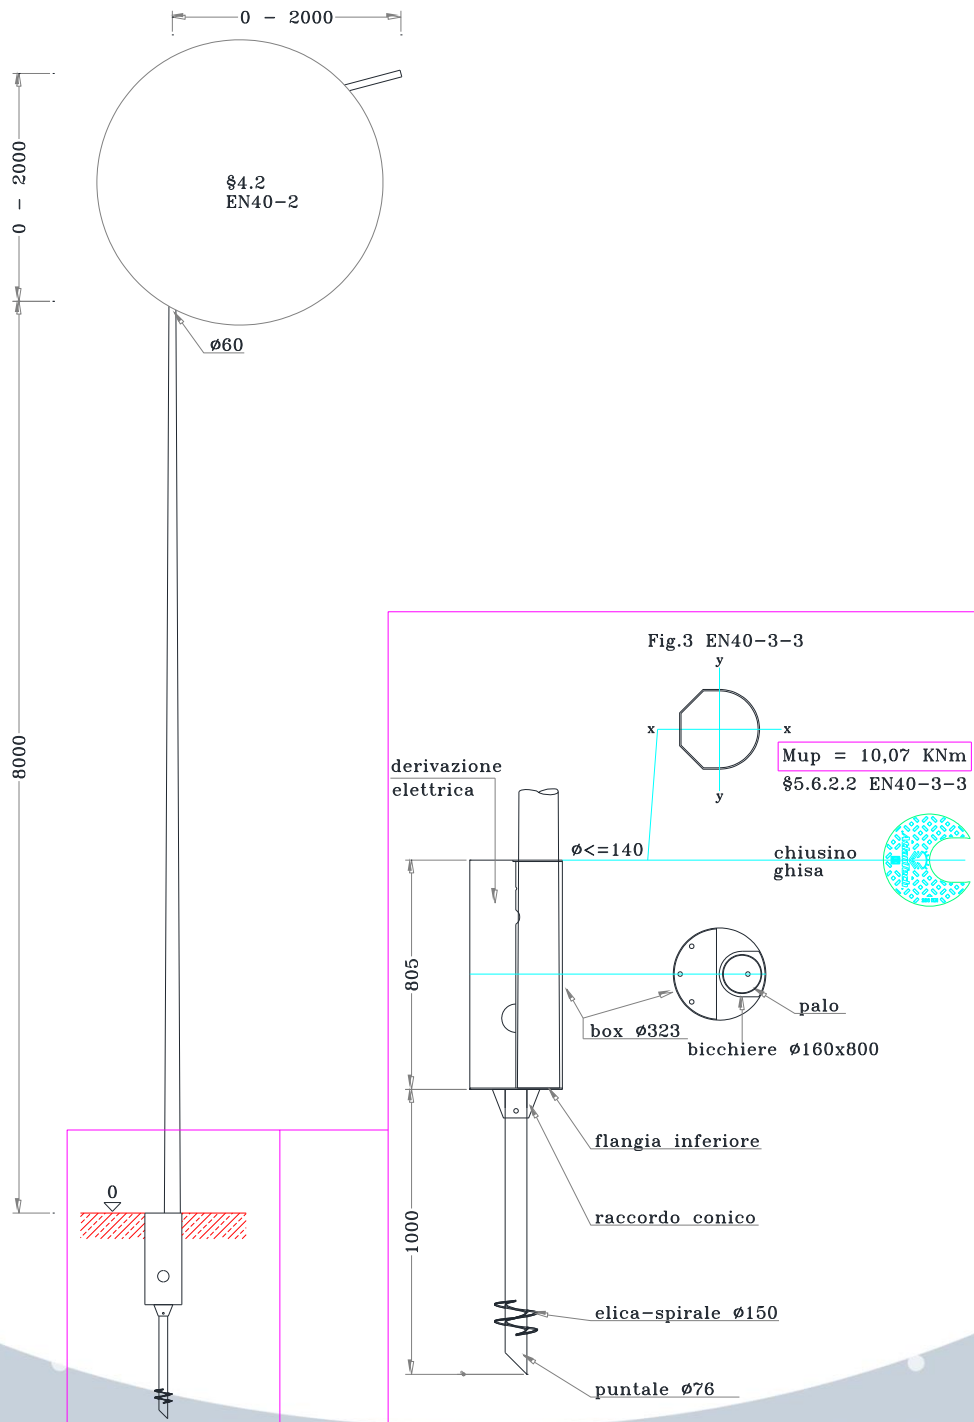 0 - 2000
0 - 2000
§4.2
EN40-2
ø60
8000
0
Fig.3 EN40-3-3
y
x
x
y
Mup = 10,07 KNm
§5.6.2.2 EN40-3-3
derivazione
elettrica
ø<=140
chiusino
ghisa
805
palo
box ø323
bicchiere ø160x800
flangia inferiore
raccordo conico
1000
elica-spirale ø150
puntale ø76